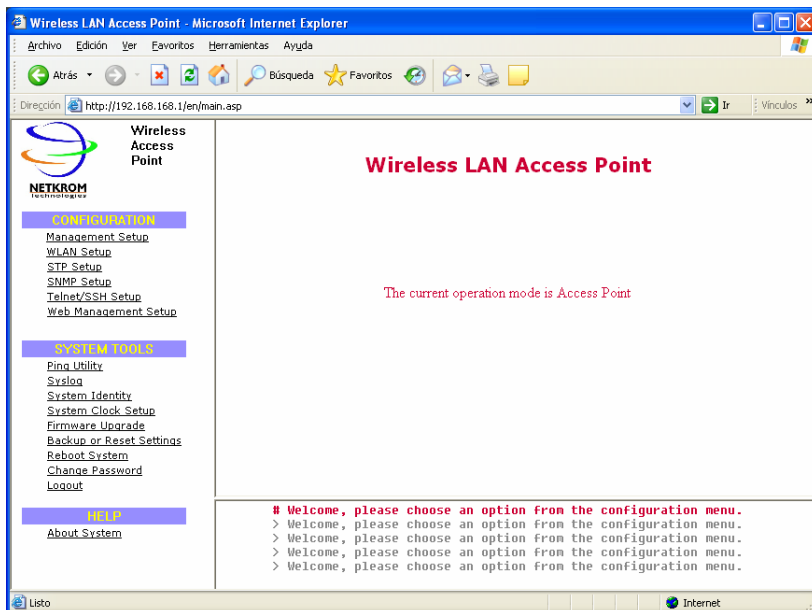 Wireless LAN Access Point - Microsoft Internet Explorer
Archivo Edición Ver Favoritos Herramientas Ayuda
Atrás Búsqueda Favoritos
Dirección http://192.168.168.1/en/main.asp Ir Vínculos »
Wireless
Access
Point
NETKROM
technologies
CONFIGURATION
Management Setup
WLAN Setup
STP Setup
SNMP Setup
Telnet/SSH Setup
Web Management Setup
SYSTEM TOOLS
Ping Utility
Syslog
System Identity
System Clock Setup
Firmware Upgrade
Backup or Reset Settings
Reboot System
Change Password
Logout
HELP
About System
Wireless LAN Access Point
The current operation mode is Access Point
# Welcome, please choose an option from the configuration menu.
> Welcome, please choose an option from the configuration menu.
> Welcome, please choose an option from the configuration menu.
> Welcome, please choose an option from the configuration menu.
> Welcome, please choose an option from the configuration menu.
Listo Internet